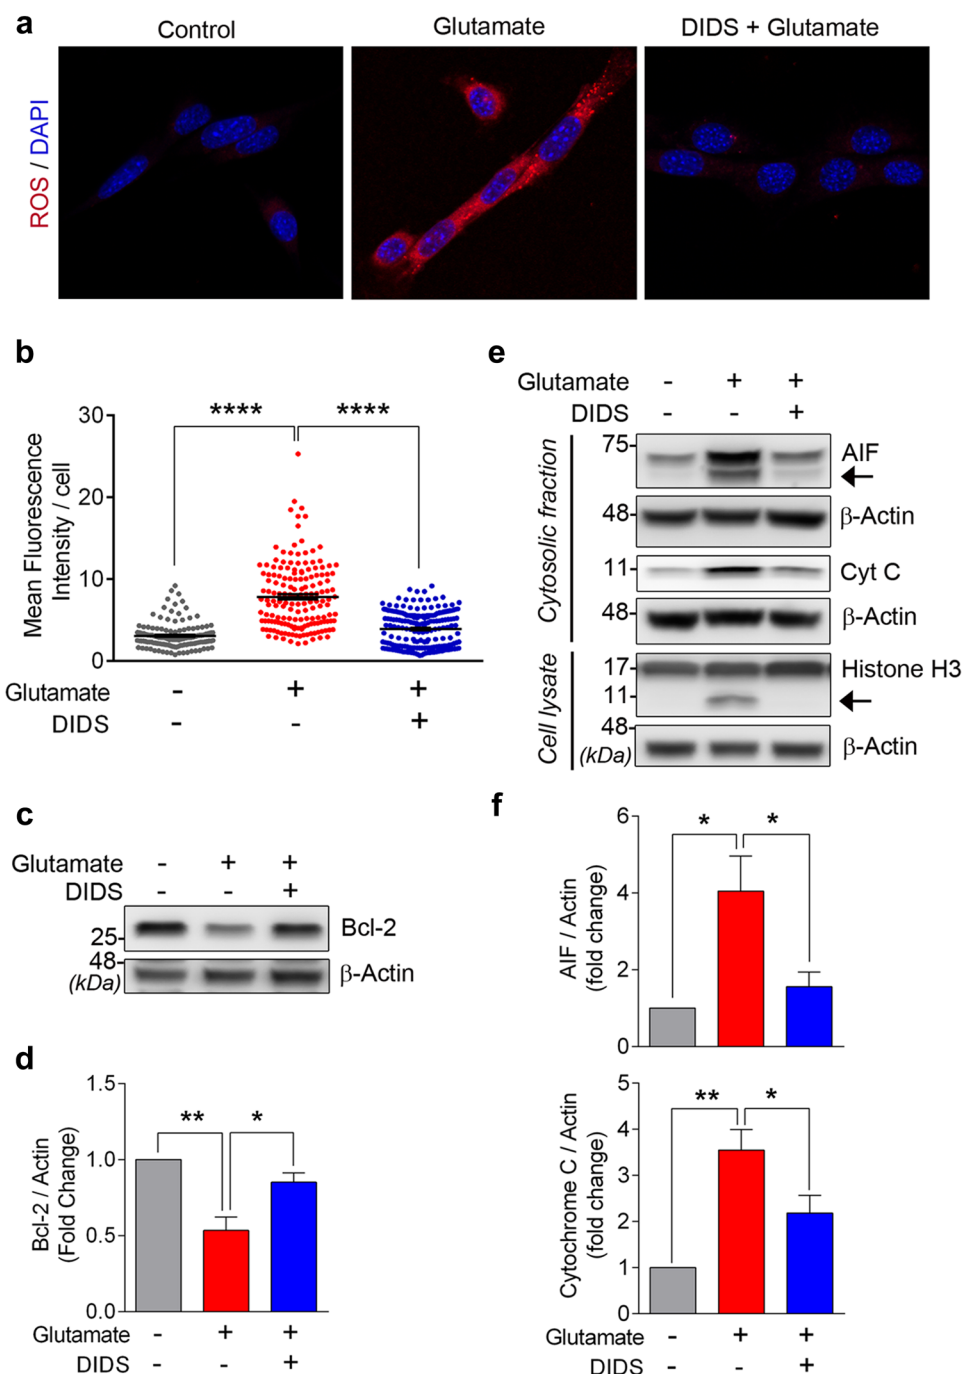 a
Control
Glutamate
DIDS + Glutamate
ROS / DAPI
b
Mean Fluorescence
Intensity / cell
30
20
10
0
****
****
Glutamate - + +
DIDS - - +
c
Glutamate - + +
DIDS - - +
25
Bcl-2
48
(kDa)
β-Actin
d
Bcl-2 / Actin
(Fold Change)
1.5
1.0
0.5
0.0
**
*
Glutamate - + +
DIDS - - +
e
Glutamate - + +
DIDS - - +
Cytosolic fraction
75
AIF
48
β-Actin
11
Cyt C
48
β-Actin
Cell lysate
17
Histone H3
11
48
(kDa)
β-Actin
f
AIF / Actin
(fold change)
6
4
2
0
*
*
Cytochrome C / Actin
(fold change)
5
4
3
2
1
0
**
*
Glutamate - + +
DIDS - - +